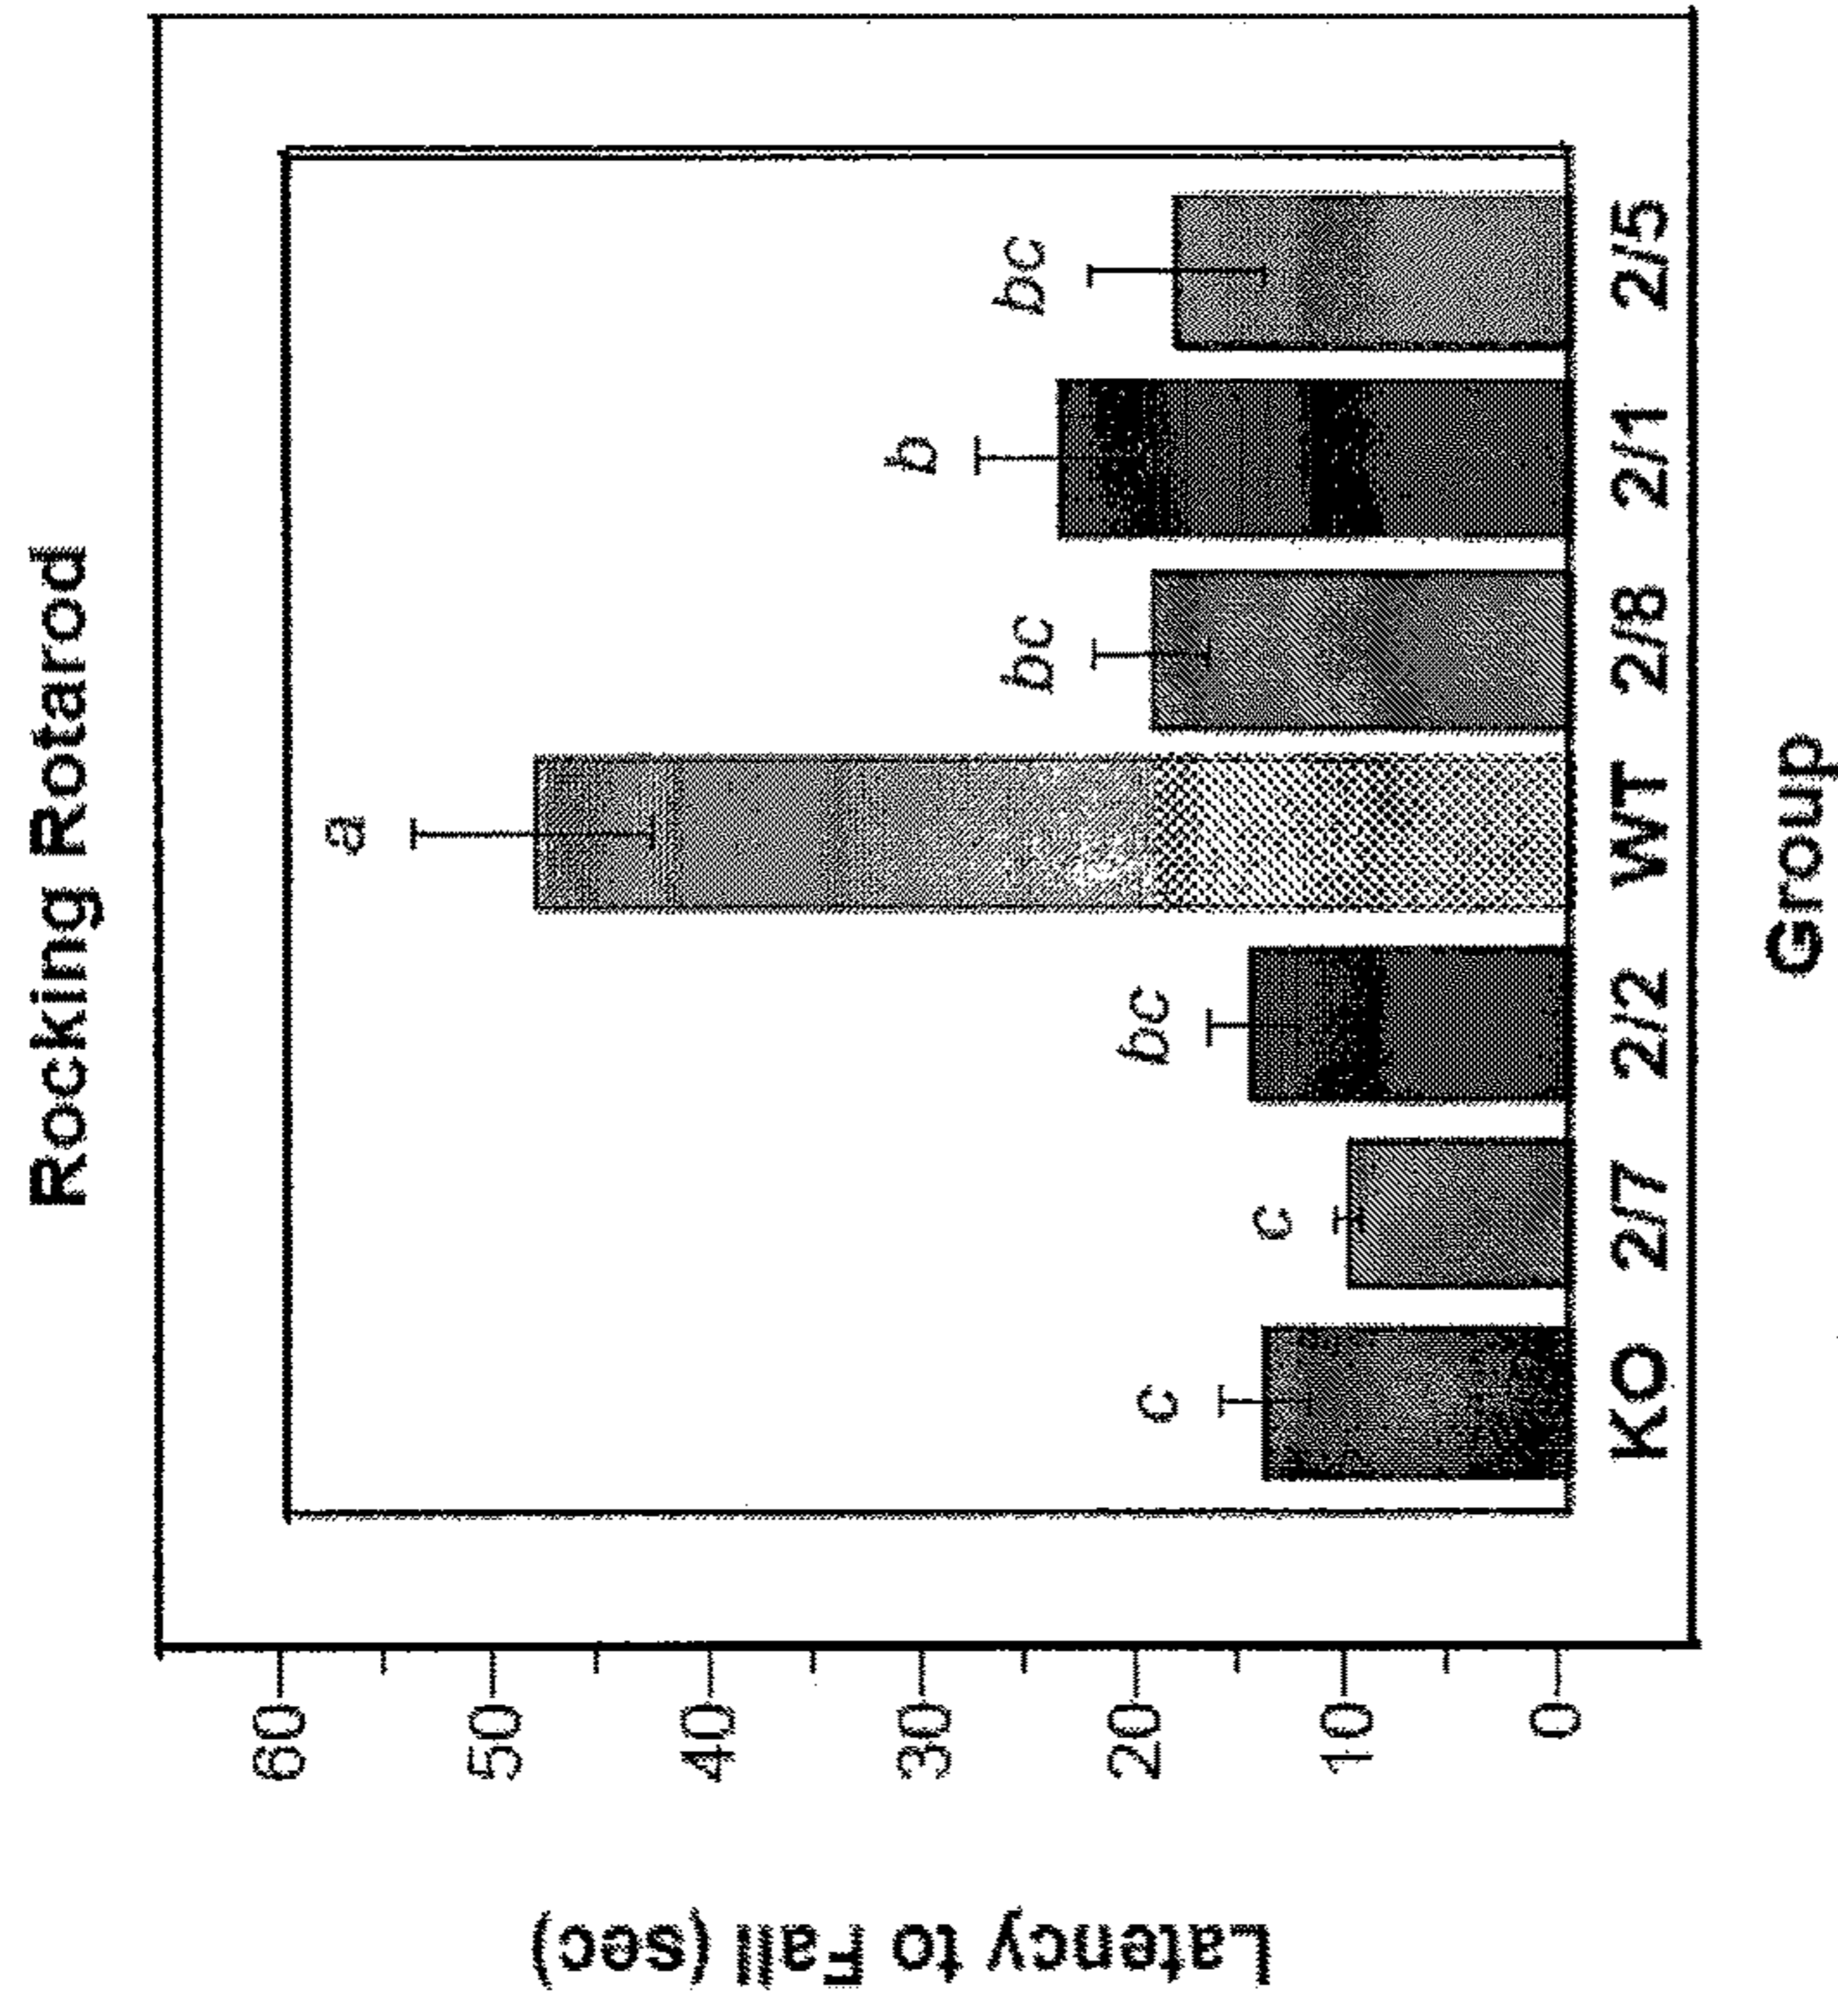 Rocking Rotarod
Latency to Fall (sec)
60
50
40
30
20
10
0
c
c
bc
a
bc
b
bc
KO 2/7 2/2 WT 2/8 2/1 2/5
Group